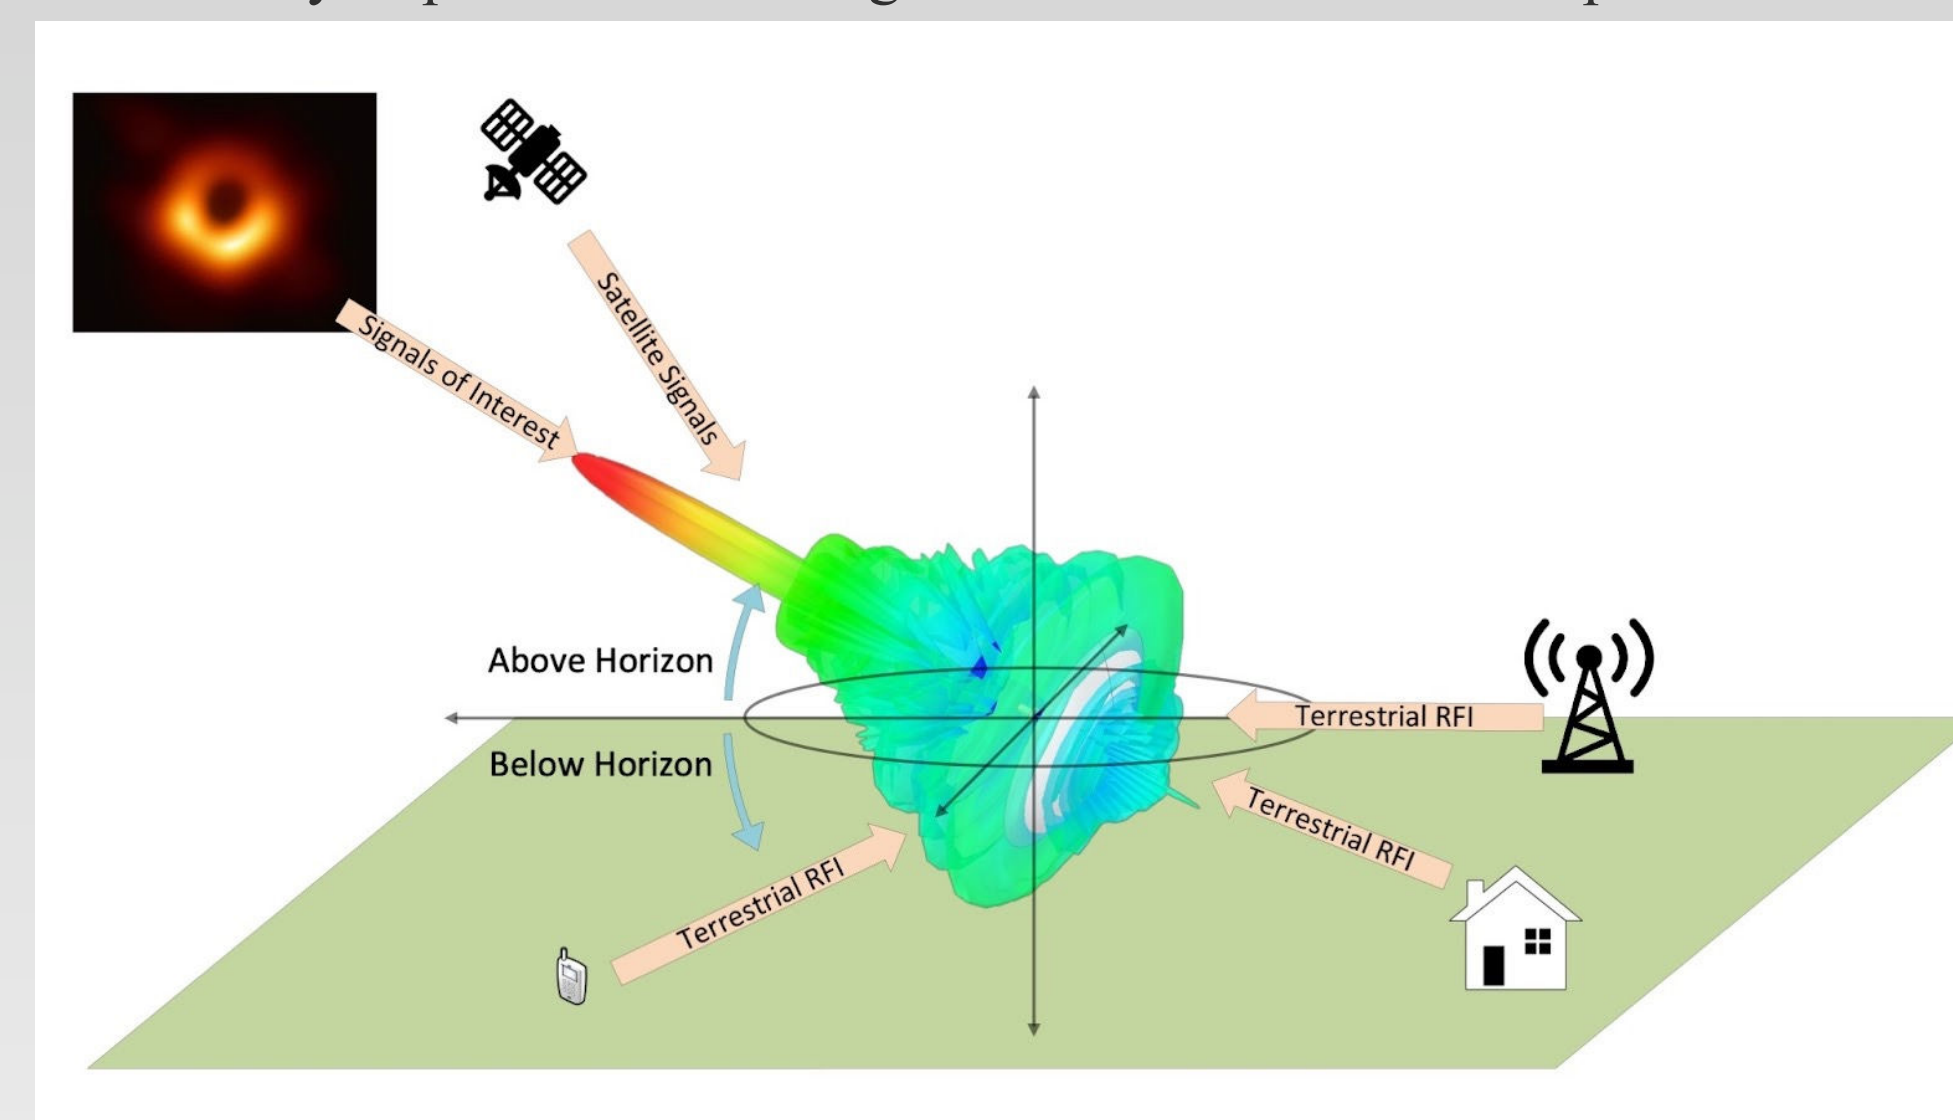 Signals of Interest
Satellite Signals
Above Horizon
Terrestrial RFI
Below Horizon
Terrestrial RFI
Terrestrial RFI